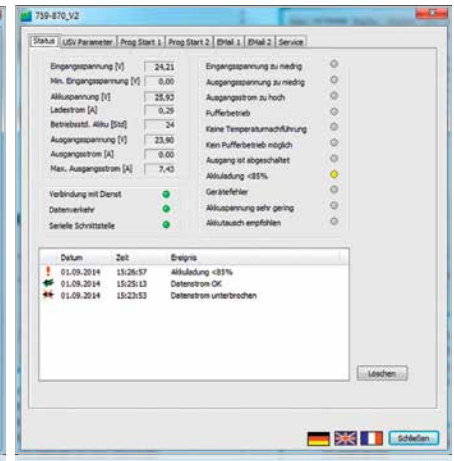 759-870_V2
Status USV Parameter Prog Start 1 Prog Start 2 EMail 1 EMail 2 Service
Eingangsspannung [V] 24,21
Min. Eingangsspannung [V] 0,00
Akkuspannung [V] 25,93
Ladestrom [A] 0,29
Betriebsstd. Akku [Std] 24
Ausgangsspannung [V] 23,90
Ausgangsstrom [A] 0,00
Max. Ausgangsstrom [A] 7,43
Verbindung mit Dienst
Datenverkehr
Serielle Schnittstelle
Eingangsspannung zu niedrig
Ausgangsspannung zu niedrig
Ausgangsstrom zu hoch
Pufferbetrieb
Keine Temperaturnachführung
Kein Pufferbetrieb möglich
Ausgang ist abgeschaltet
Akkuladung <85%
Gerätefehler
Akkuspannung sehr gering
Akkutausch empfohlen
Datum Zeit Ereignis
01.09.2014 15:26:57 Akkuladung <85%
01.09.2014 15:25:13 Datenstrom OK
01.09.2014 15:23:53 Datenstrom unterbrochen
Löschen
Schließen